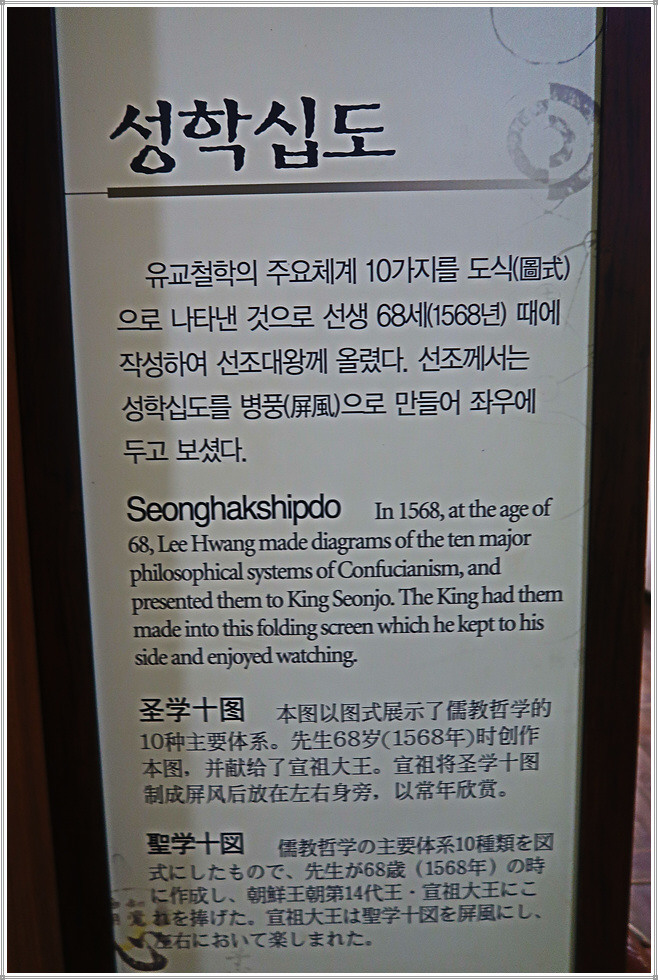 성학십도
유교철학의 주요체계 10가지를 도식(圖式)
으로 나타낸 것으로 선생 68세(1568년) 때에
작성하여 선조대왕께 올렸다. 선조께서는
성학십도를 병풍(屛風)으로 만들어 좌우에
두고 보셨다.
Seonghakshipdo In 1568, at the age of
68, Lee Hwang made diagrams of the ten major
philosophical systems of Confucianism, and
presented them to King Seonjo. The King had them
made into this folding screen which he kept to his
side and enjoyed watching.
圣学十图 本图以图式展示了儒教哲学的
10种主要体系。先生68岁(1568年)时创作
本图，并献给了宣祖大王。宣祖将圣学十图
制成屏风后放在左右身旁，以常年欣赏。
聖学十図 儒教哲学の主要体系10種類を図
式にしたもので、先生が68歳（1568年）の時
に作成し、朝鮮王朝第14代王・宣祖大王にこ
れを捧げた。宣祖大王は聖学十図を屏風にし、
左右において楽しまれた。